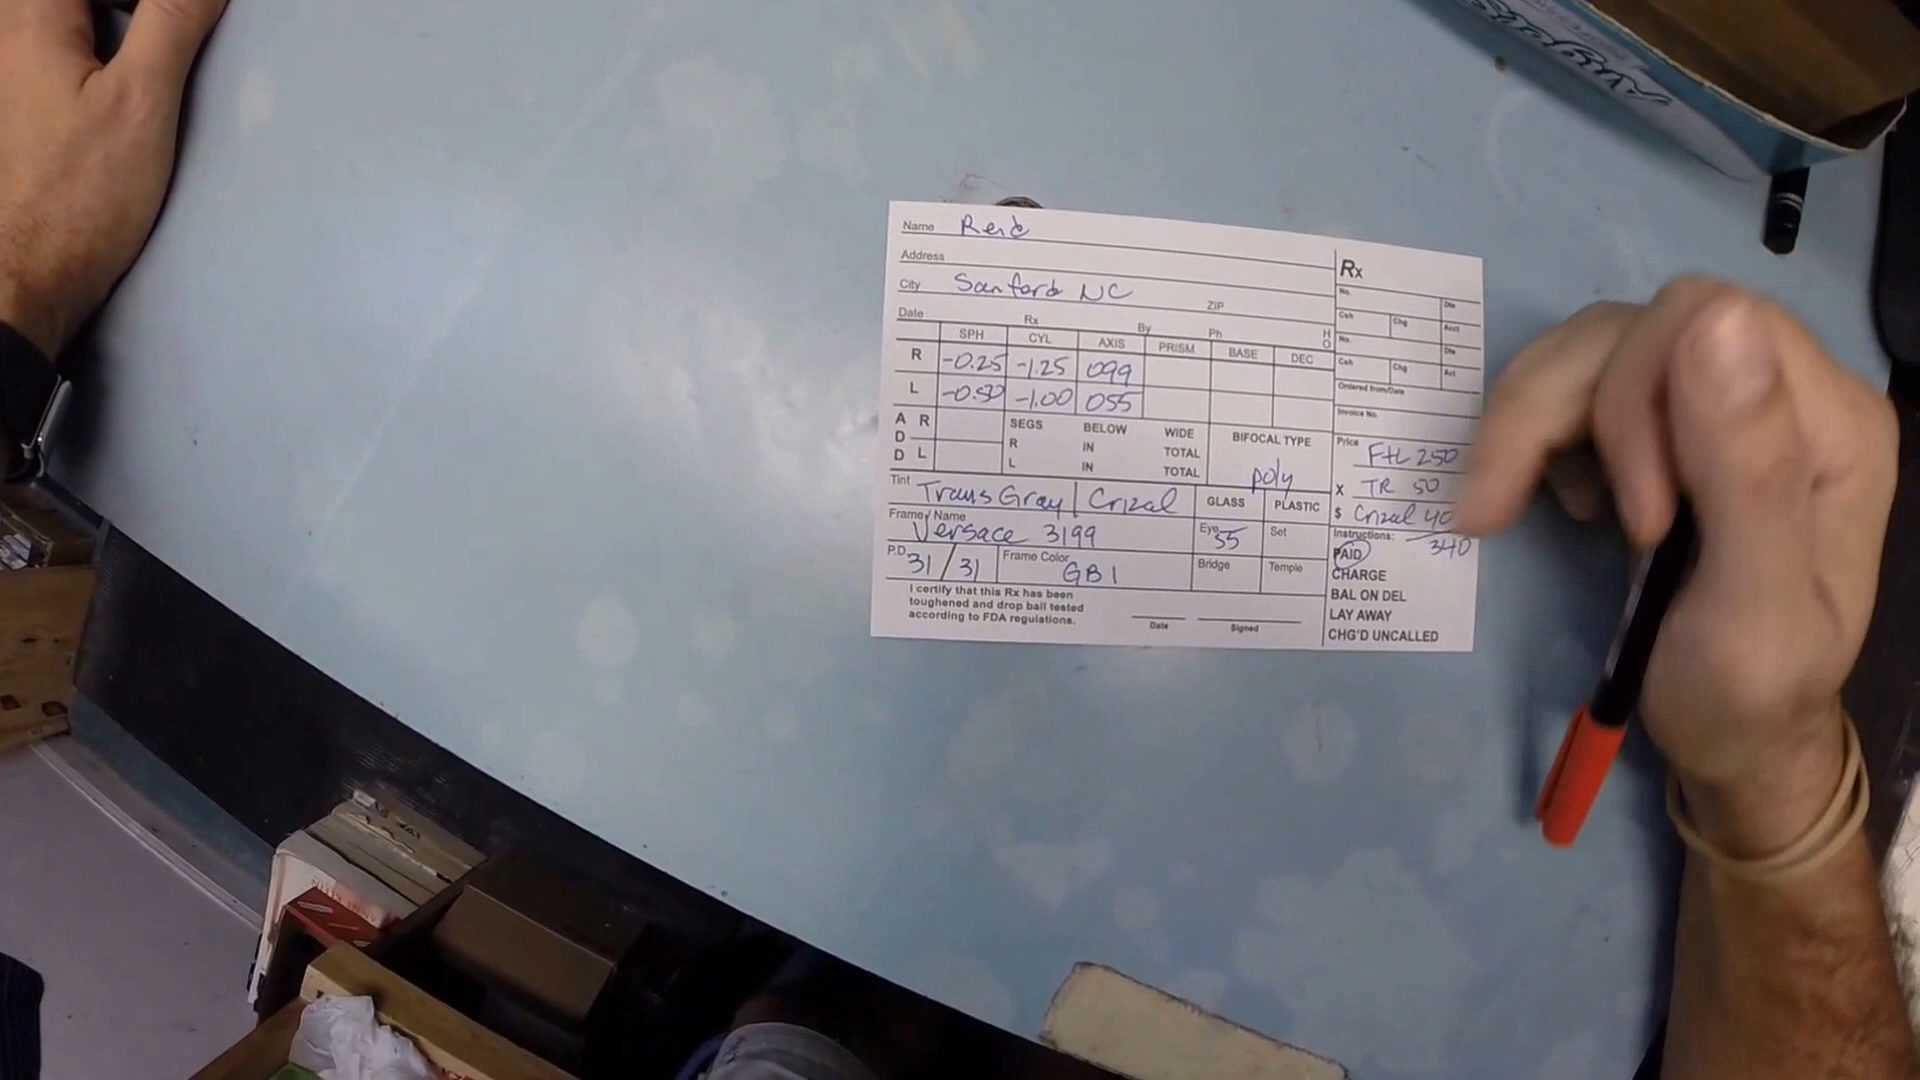 Name Reid
Address
City Sanford NC ZIP
Date Rx By Ph HO
SPH CYL AXIS PRISM BASE DEC
R -0.25 -1.25 099
L -0.50 -1.00 055
ADD R SEGS BELOW WIDE BIFOCAL TYPE
R IN TOTAL
L L IN TOTAL poly
Tint Trans Gray | Crizal GLASS PLASTIC
Frame Name Versace 3199 Eye 55 Set
P.D. 31/31 Frame Color GB1 Bridge Temple
I certify that this Rx has been
toughened and drop ball tested
according to FDA regulations.
Date Signed
Rx
No. Dte
Csh Chg Acct
No. Dte
Csh Chg Act
Ordered from/Date
Invoice No.
Price F+L 250
X TR 50
$ Crizal 40
Instructions: 340
PAID
CHARGE
BAL ON DEL
LAY AWAY
CHG'D UNCALLED